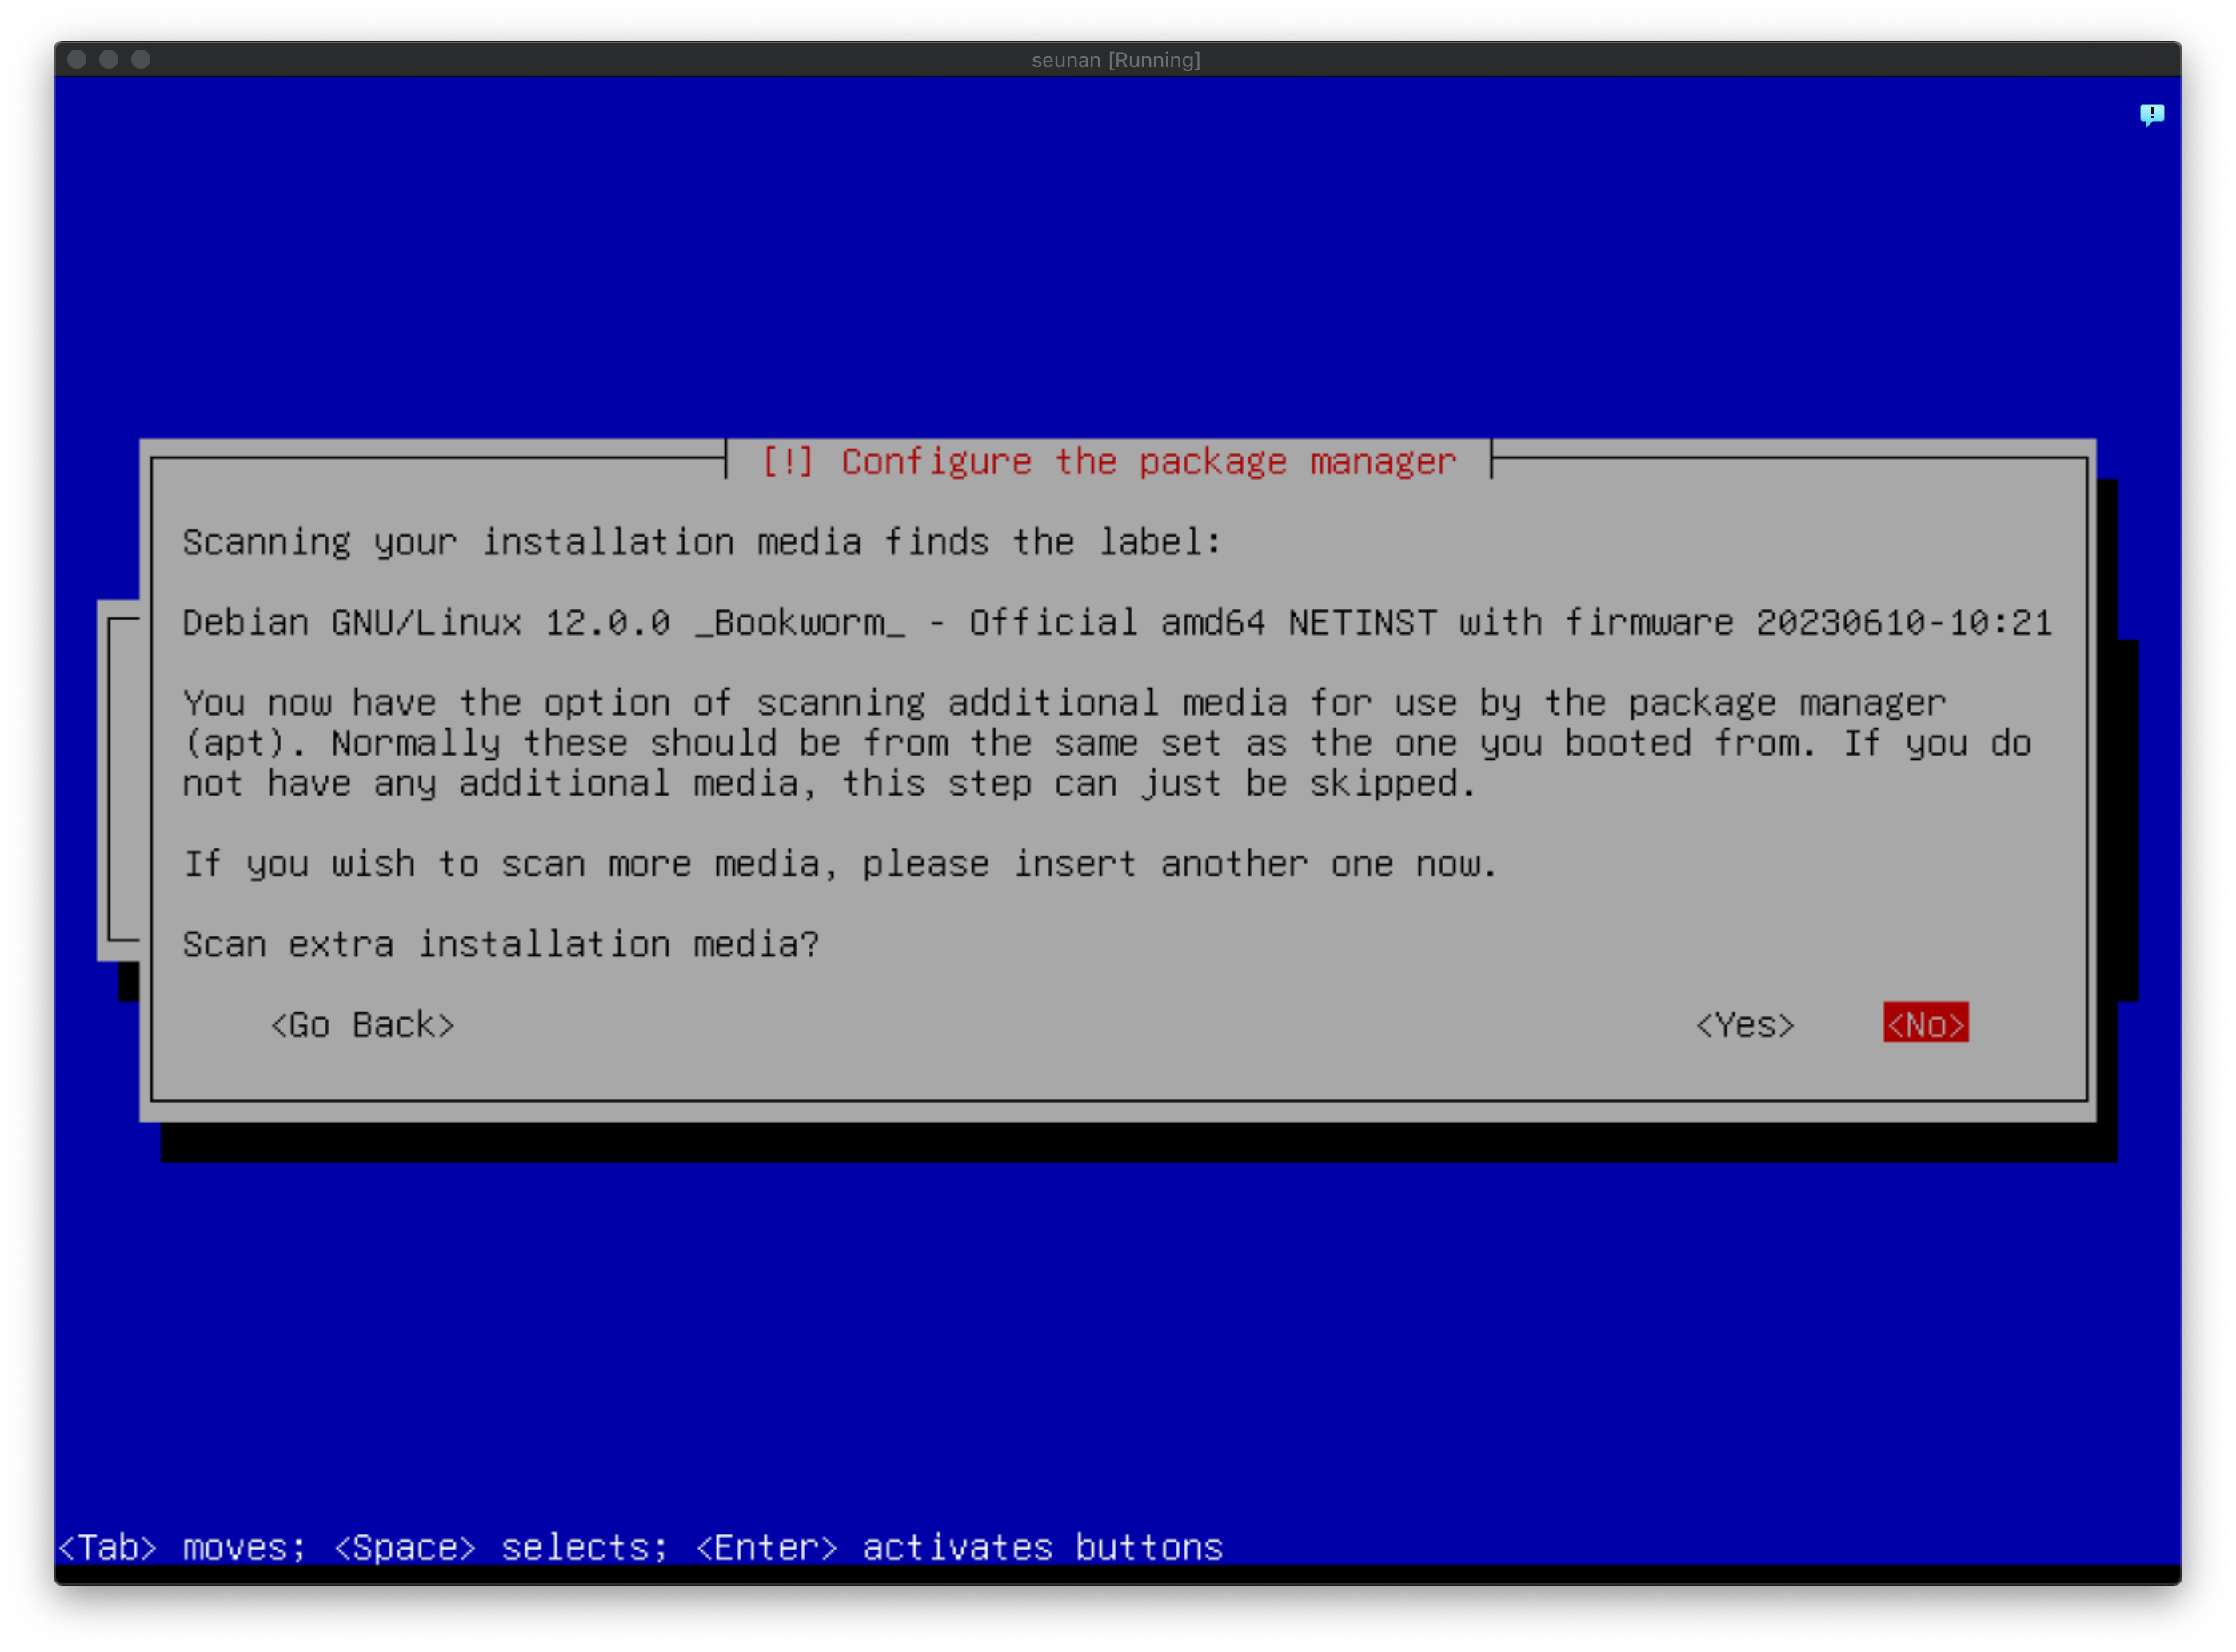 seunan [Running]
!
[!] Configure the package manager
Scanning your installation media finds the label:
Debian GNU/Linux 12.0.0 _Bookworm_ - Official amd64 NETINST with firmware 20230610-10:21
You now have the option of scanning additional media for use by the package manager
(apt). Normally these should be from the same set as the one you booted from. If you do
not have any additional media, this step can just be skipped.
If you wish to scan more media, please insert another one now.
Scan extra installation media?
<Go Back> <Yes> <No>
<Tab> moves; <Space> selects; <Enter> activates buttons